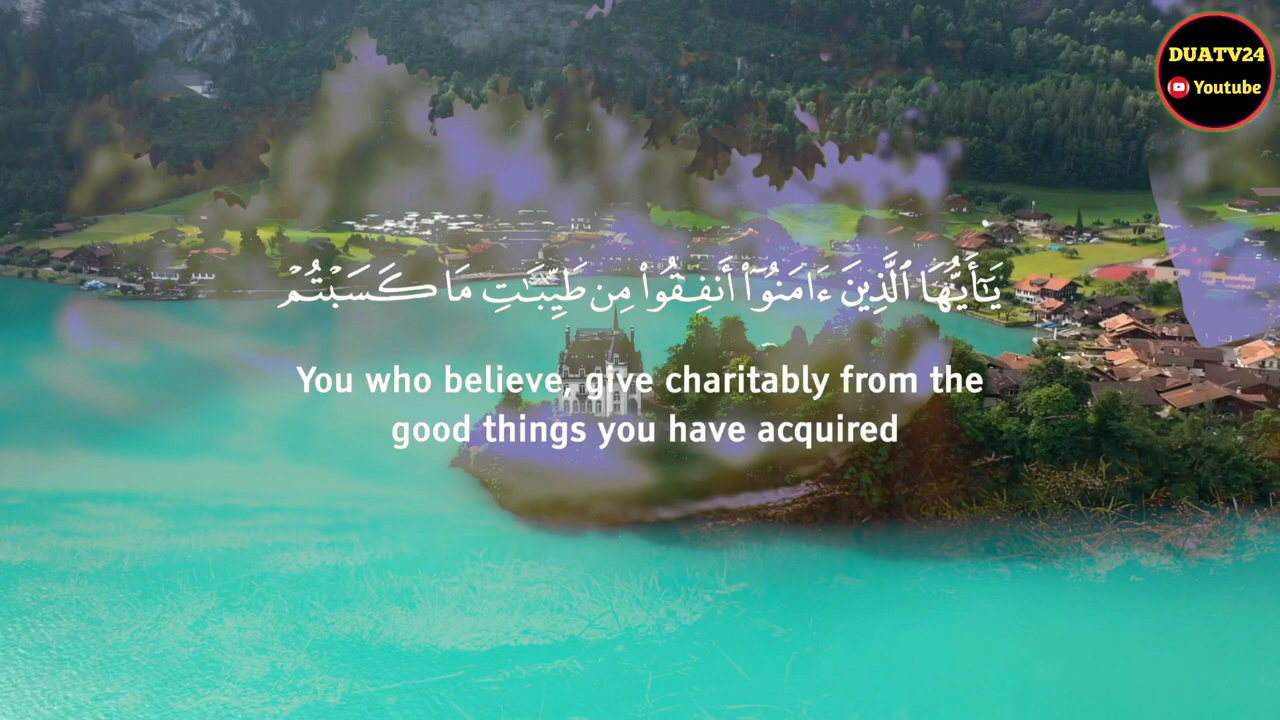 DUATV24
Youtube
يَـٰٓأَيُّهَا ٱلَّذِينَ ءَامَنُوٓا۟ أَنفِقُوا۟ مِن طَيِّبَـٰتِ مَا كَسَبْتُمْ
You who believe, give charitably from the
good things you have acquired